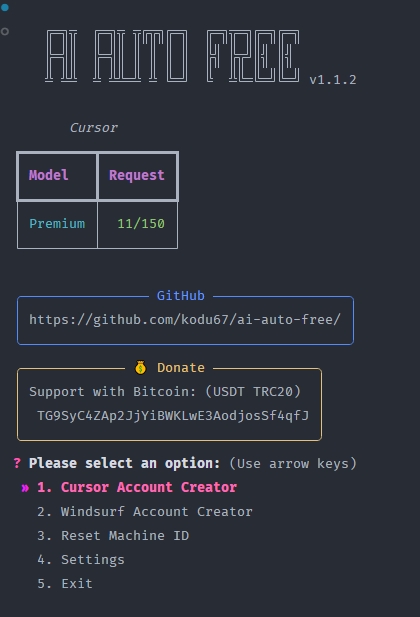 AI AUTO FREE v1.1.2
Cursor
Model Request
Premium 11/150
GitHub
https://github.com/kodu67/ai-auto-free/
💰 Donate
Support with Bitcoin: (USDT TRC20)
TG9SyC4ZAp2JjYiBWKLwE3AodjosSf4qfJ
? Please select an option: (Use arrow keys)
» 1. Cursor Account Creator
2. Windsurf Account Creator
3. Reset Machine ID
4. Settings
5. Exit